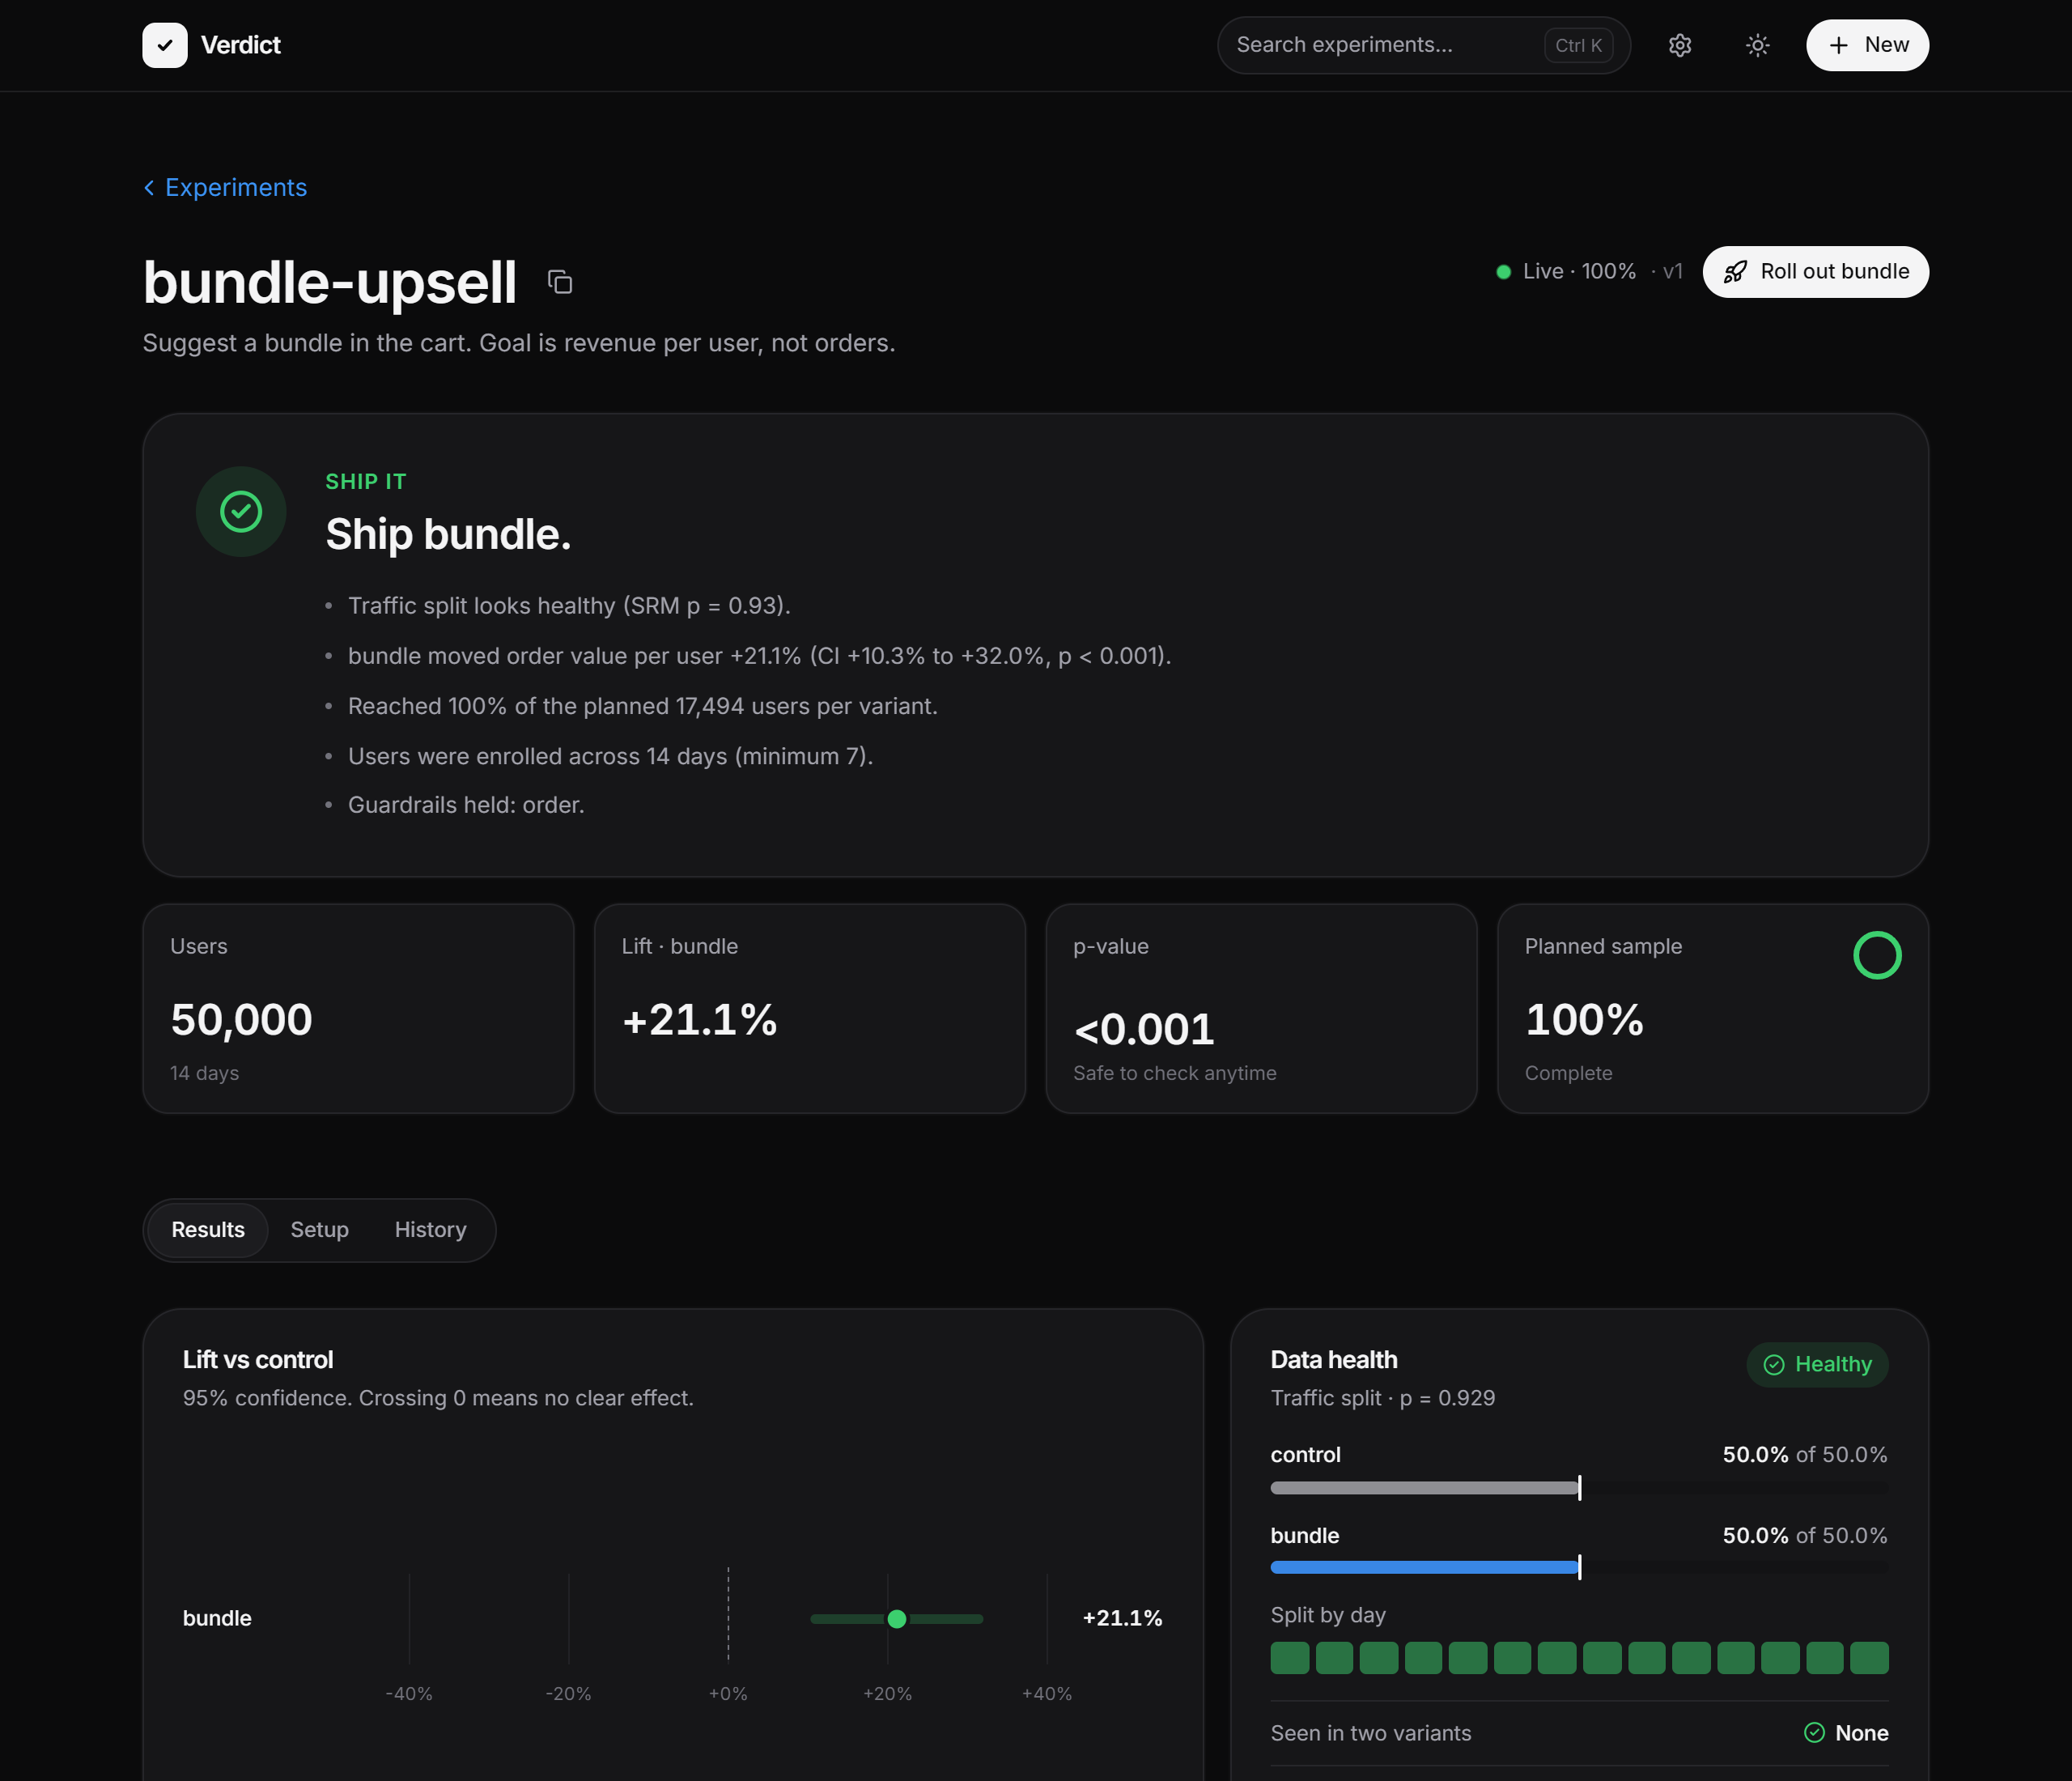 Verdict
Search experiments...
Ctrl K
New
Experiments
bundle-upsell
Live · 100% · v1
Roll out bundle
Suggest a bundle in the cart. Goal is revenue per user, not orders.
SHIP IT
Ship bundle.
• Traffic split looks healthy (SRM p = 0.93).
• bundle moved order value per user +21.1% (CI +10.3% to +32.0%, p < 0.001).
• Reached 100% of the planned 17,494 users per variant.
• Users were enrolled across 14 days (minimum 7).
• Guardrails held: order.
Users
50,000
14 days
Lift · bundle
+21.1%
p-value
<0.001
Safe to check anytime
Planned sample
100%
Complete
Results
Setup
History
Lift vs control
95% confidence. Crossing 0 means no clear effect.
bundle
+21.1%
-40%
-20%
+0%
+20%
+40%
Data health
Healthy
Traffic split · p = 0.929
control
50.0% of 50.0%
bundle
50.0% of 50.0%
Split by day
Seen in two variants
None